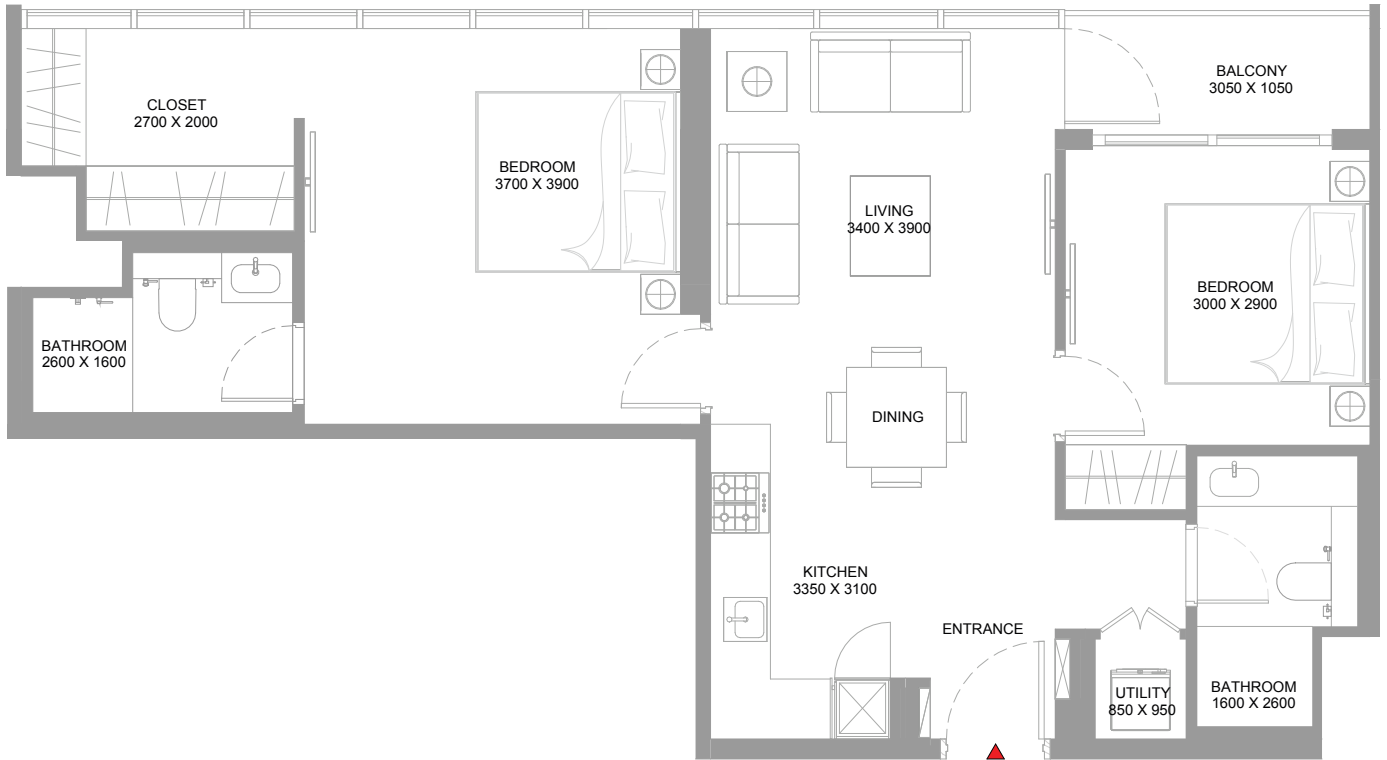 CLOSET
2700 X 2000
BALCONY
3050 X 1050
BEDROOM
3700 X 3900
LIVING
3400 X 3900
BEDROOM
3000 X 2900
BATHROOM
2600 X 1600
DINING
KITCHEN
3350 X 3100
ENTRANCE
UTILITY
850 X 950
BATHROOM
1600 X 2600